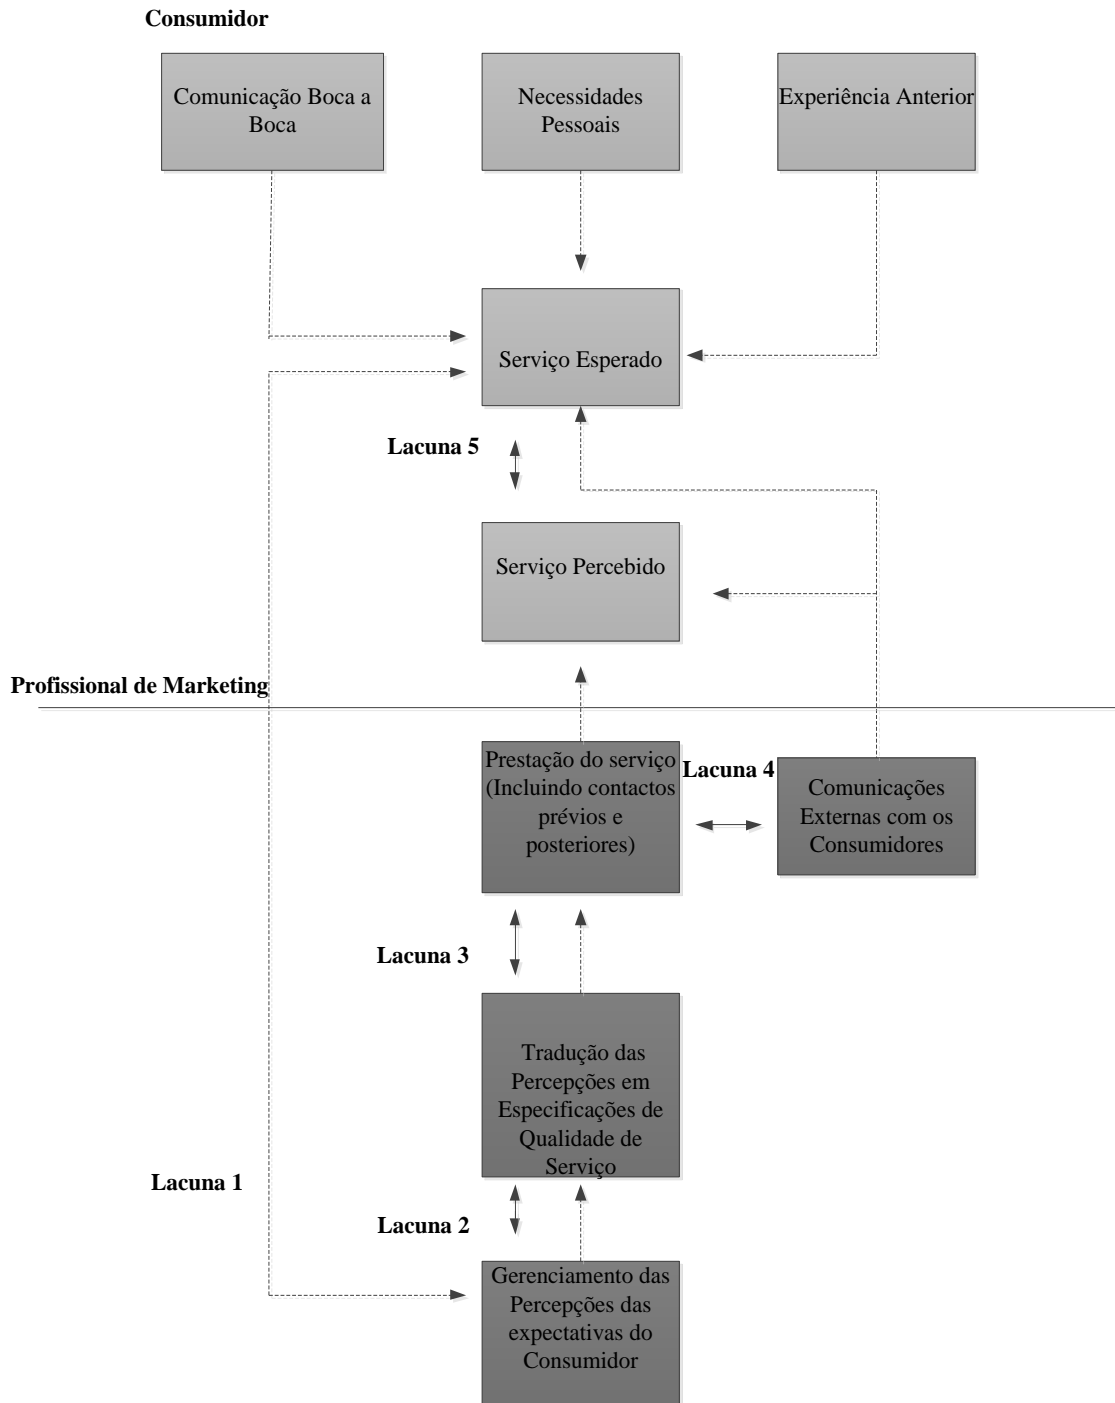 Consumidor
Comunicação Boca a
Boca
Necessidades
Pessoais
Experiência Anterior
Serviço Esperado
Lacuna 5
Serviço Percebido
Profissional de Marketing
Prestação do serviço
(Incluindo contactos
prévios e
posteriores)
Lacuna 4
Comunicações
Externas com os
Consumidores
Lacuna 3
Tradução das
Percepções em
Especificações de
Qualidade de
Serviço
Lacuna 1
Lacuna 2
Gerenciamento das
Percepções das
expectativas do
Consumidor